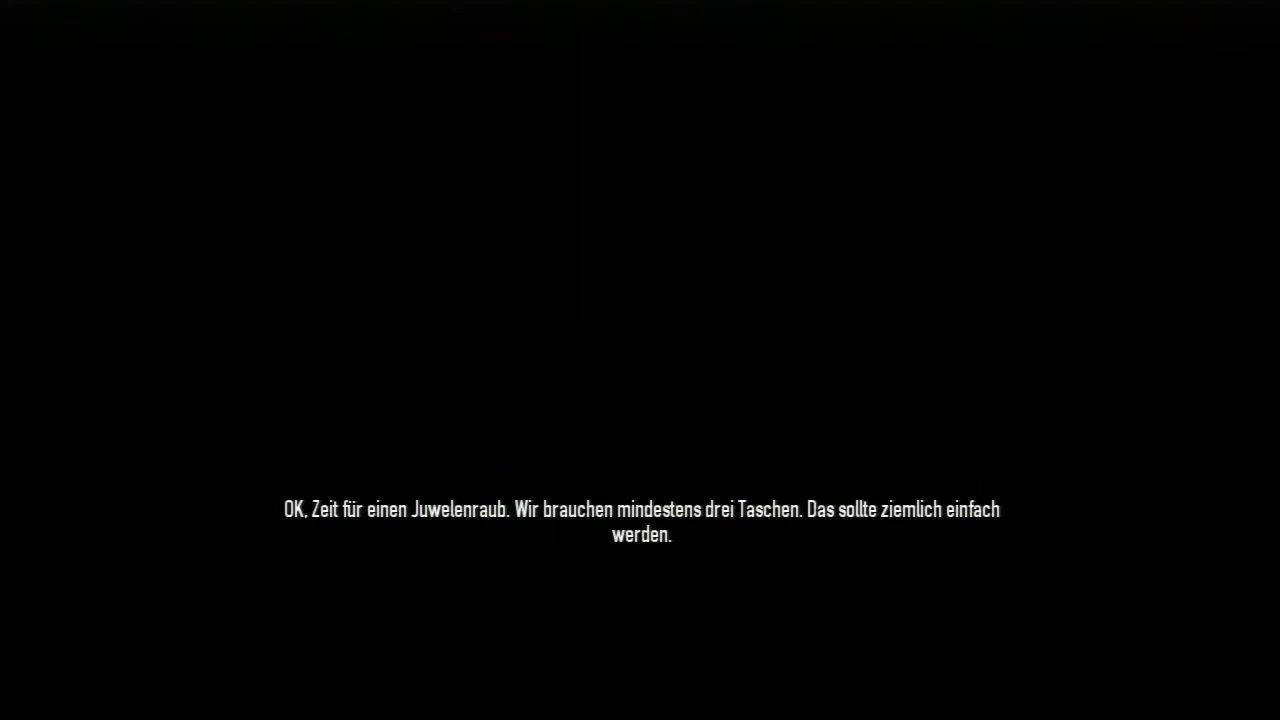 OK, Zeit für einen Juwelenraub. Wir brauchen mindestens drei Taschen. Das sollte ziemlich einfach
werden.